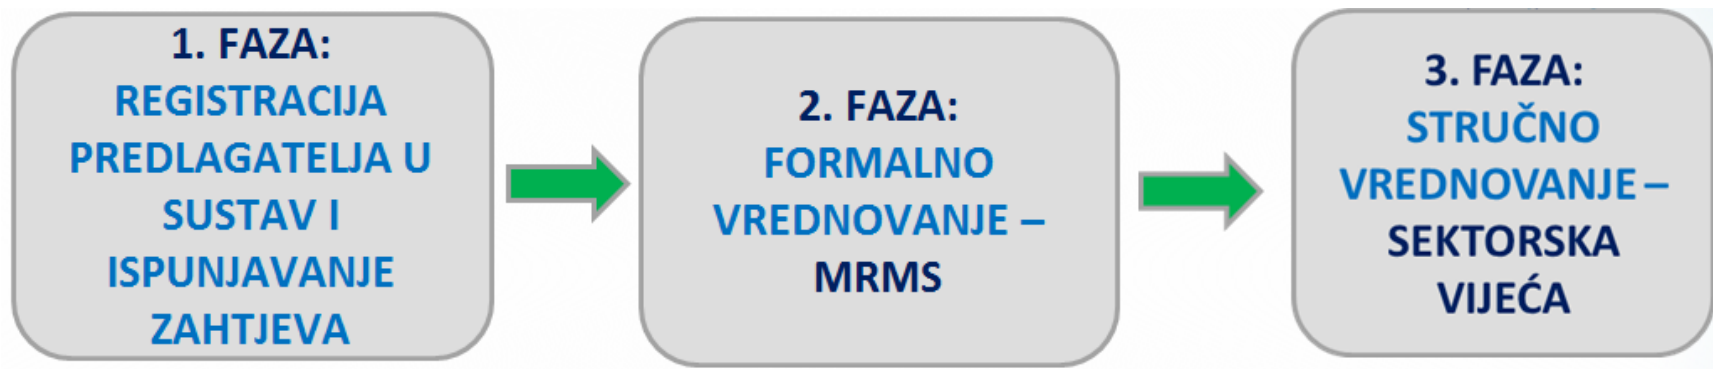 1. FAZA:
REGISTRACIJA
PREDLAGATELJA U
SUSTAV I
ISPUNJAVANJE
ZAHTJEVA
2. FAZA:
FORMALNO
VREDNOVANJE –
MRMS
3. FAZA:
STRUČNO
VREDNOVANJE –
SEKTORSKA
VIJEĆA